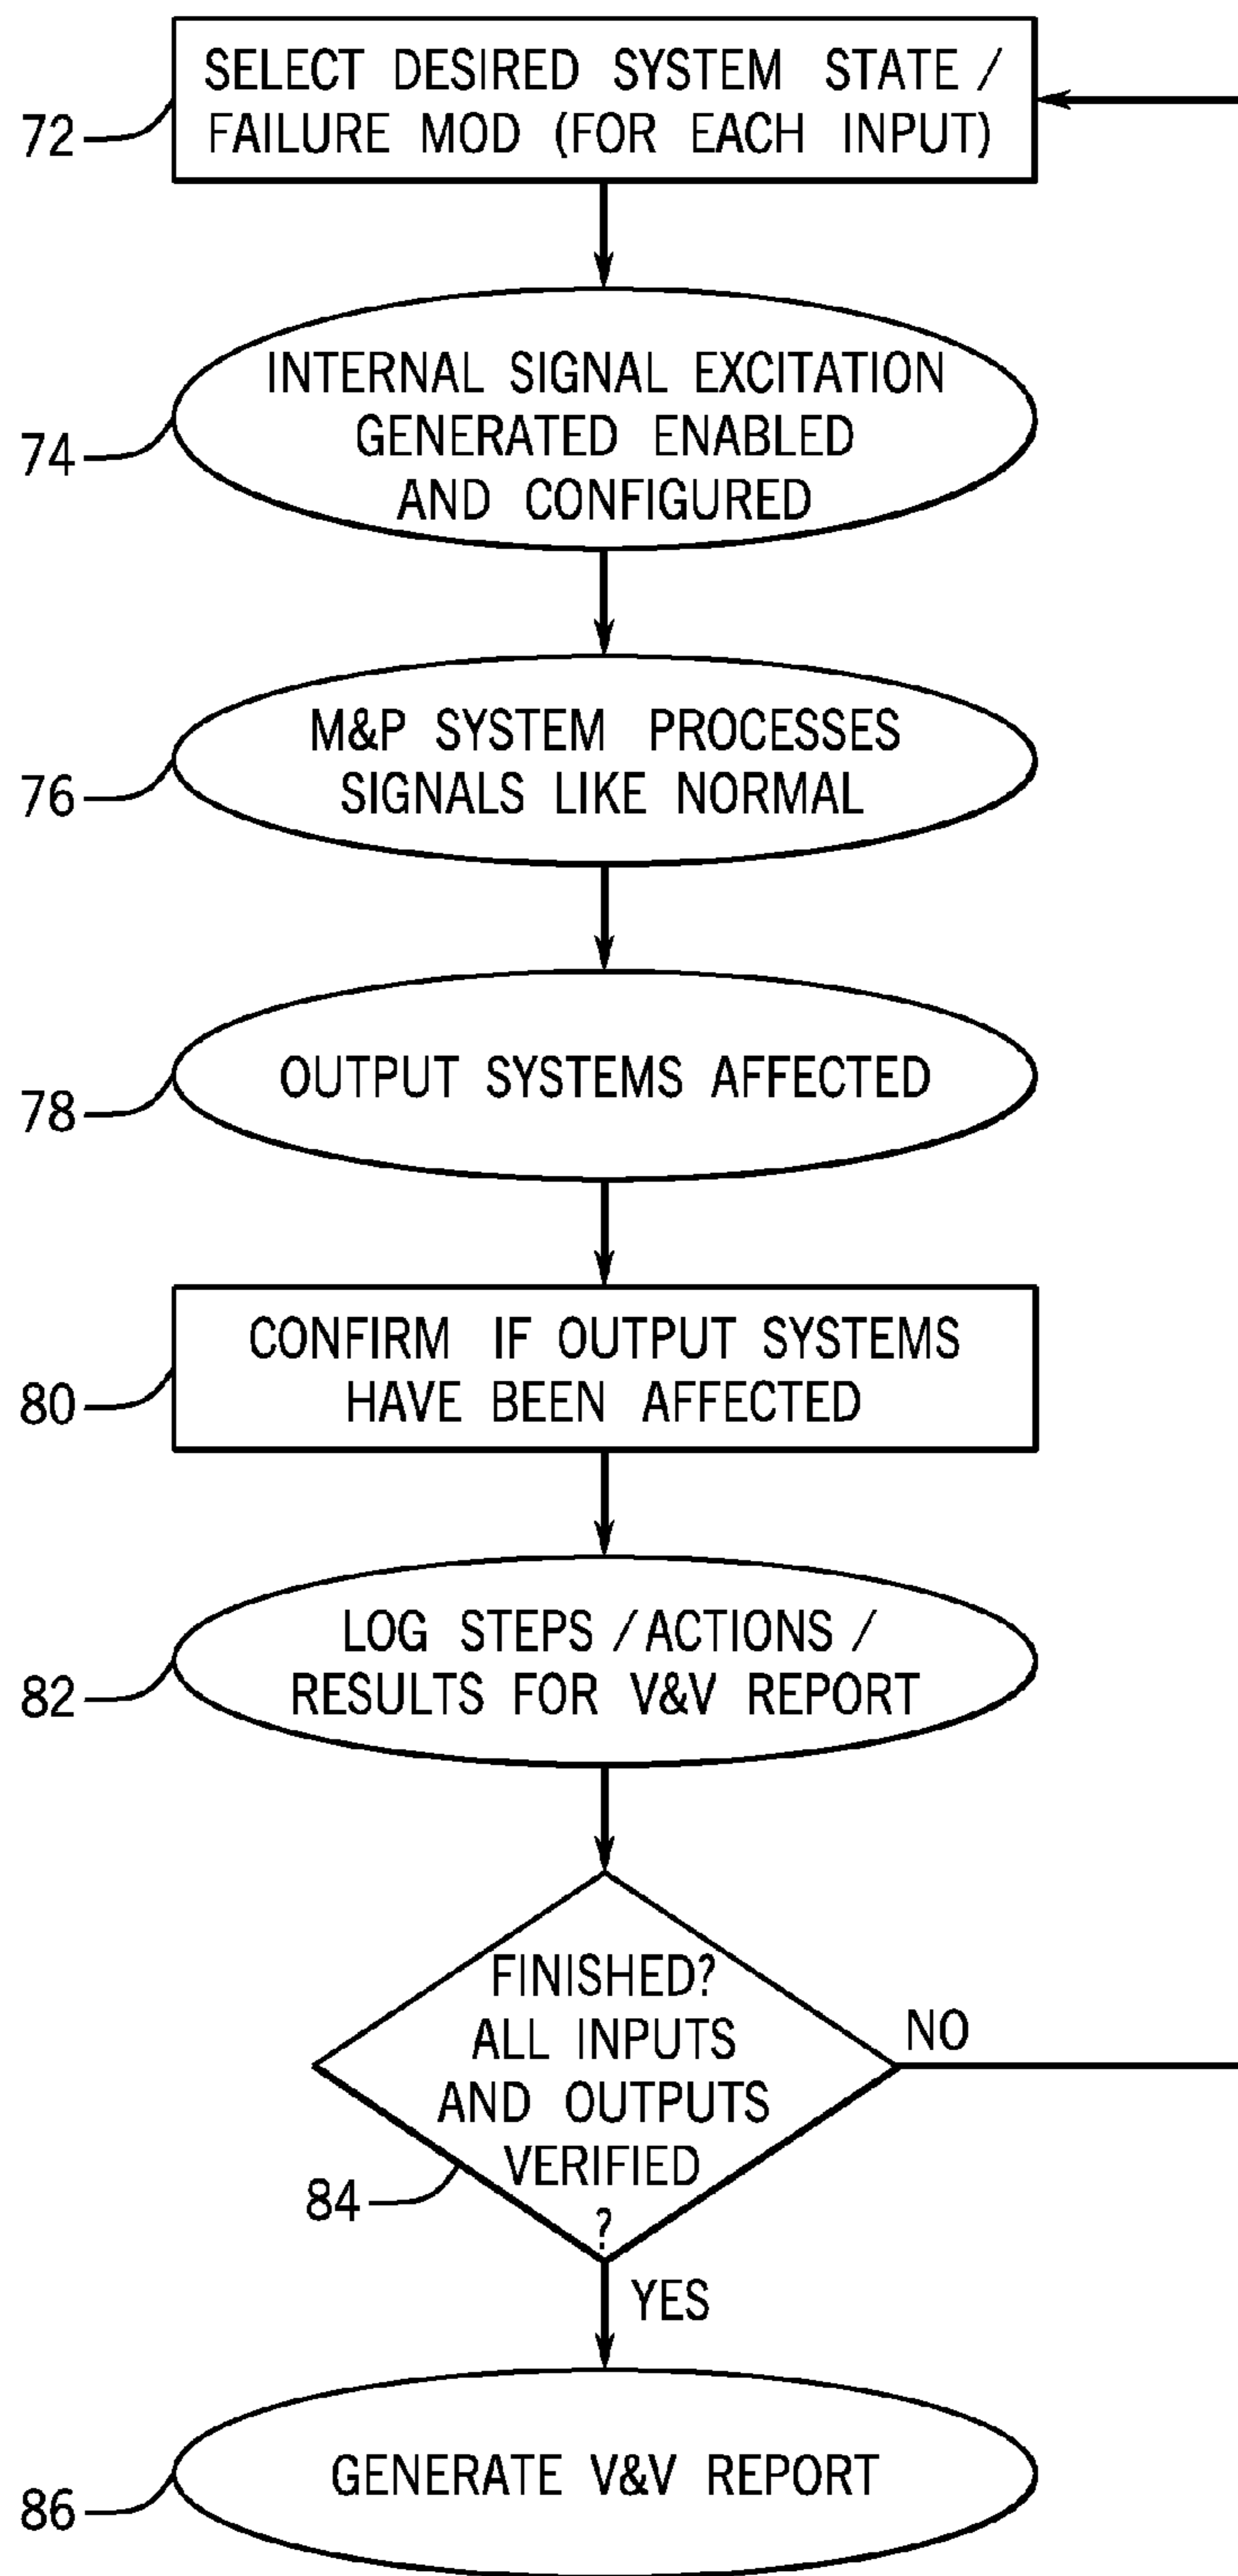 SELECT DESIRED SYSTEM STATE /
FAILURE MOD (FOR EACH INPUT)
72
INTERNAL SIGNAL EXCITATION
GENERATED ENABLED
AND CONFIGURED
74
M&P SYSTEM PROCESSES
SIGNALS LIKE NORMAL
76
OUTPUT SYSTEMS AFFECTED
78
CONFIRM IF OUTPUT SYSTEMS
HAVE BEEN AFFECTED
80
LOG STEPS / ACTIONS /
RESULTS FOR V&V REPORT
82
FINISHED?
ALL INPUTS
AND OUTPUTS
VERIFIED
?
NO
84
YES
GENERATE V&V REPORT
86